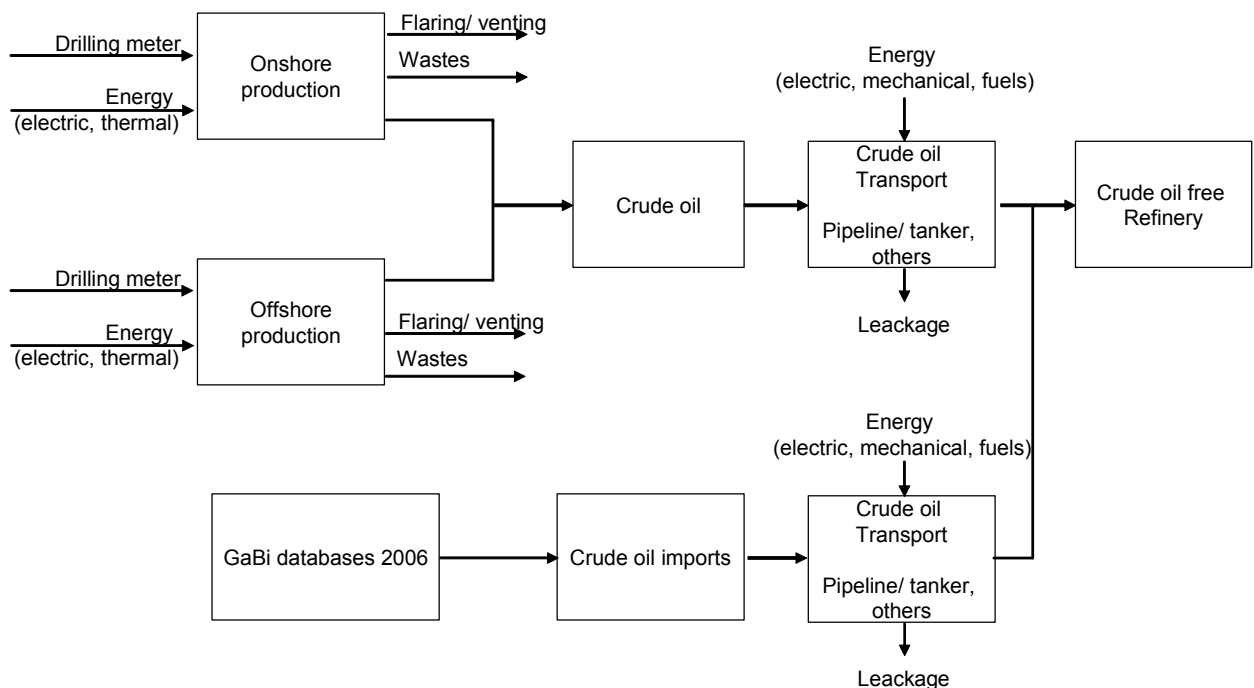 Drilling meter
Energy
(electric, thermal)
Onshore
production
Flaring/ venting
Wastes
Drilling meter
Energy
(electric, thermal)
Offshore
production
Flaring/ venting
Wastes
Crude oil
Energy
(electric, mechanical, fuels)
Crude oil
Transport
Pipeline/ tanker,
others
Leackage
Crude oil free
Refinery
GaBi databases 2006
Crude oil imports
Energy
(electric, mechanical, fuels)
Crude oil
Transport
Pipeline/ tanker,
others
Leackage